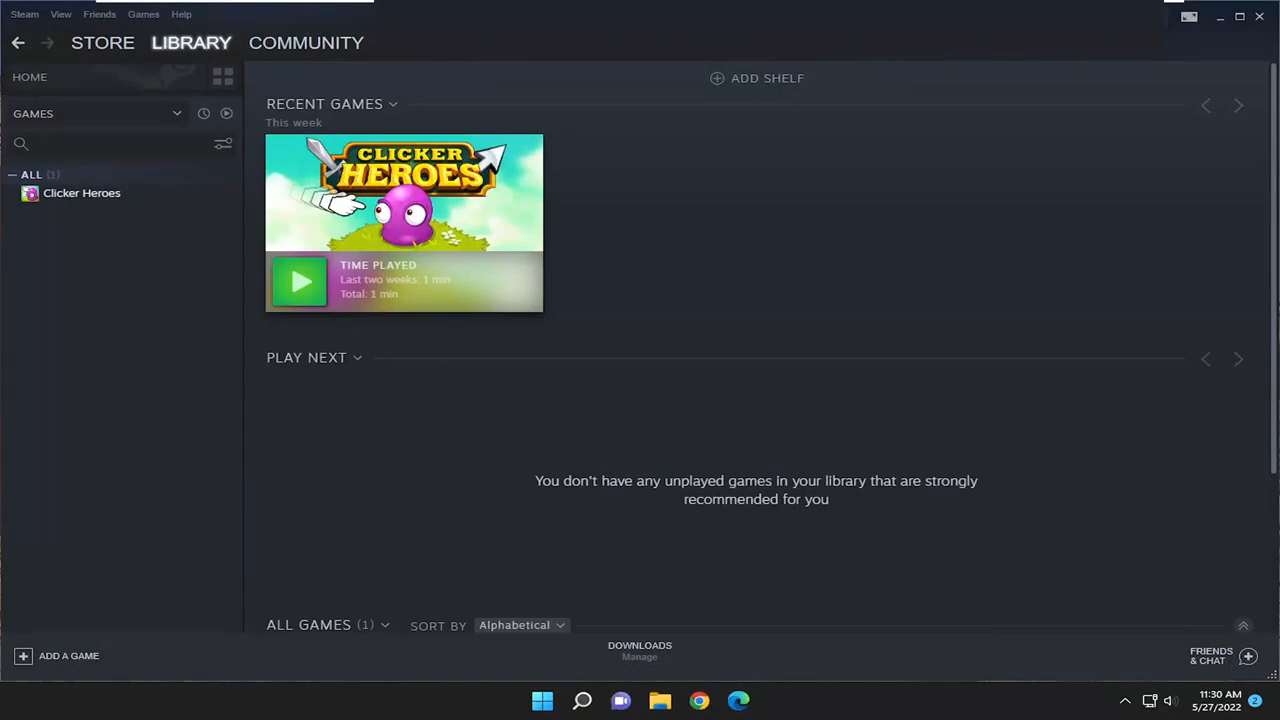 Steam View Friends Games Help
STORE LIBRARY COMMUNITY
HOME
GAMES
ALL (1)
Clicker Heroes
ADD SHELF
RECENT GAMES
This week
CLICKER
HEROES
TIME PLAYED
Last two weeks: 1 min
Total: 1 min
PLAY NEXT
You don't have any unplayed games in your library that are strongly
recommended for you
ALL GAMES (1) SORT BY Alphabetical
ADD A GAME
DOWNLOADS
Manage
FRIENDS
& CHAT
11:30 AM
5/27/2022
2